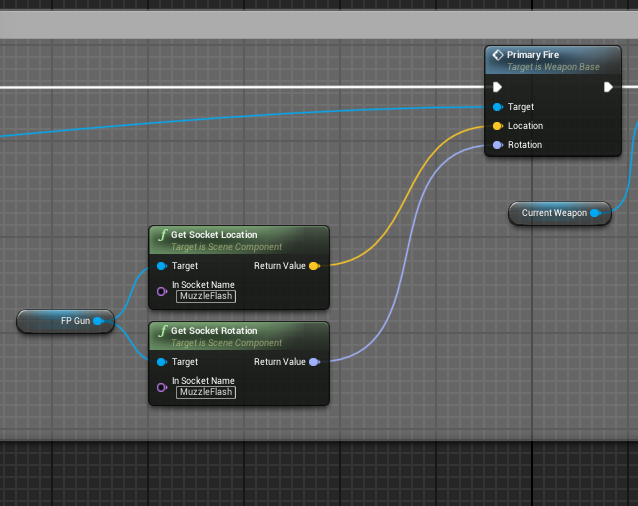 Primary Fire
Target is Weapon Base
Target
Location
Rotation
Current Weapon
Get Socket Location
Target is Scene Component
Target Return Value
In Socket Name
MuzzleFlash
FP Gun
Get Socket Rotation
Target is Scene Component
Target Return Value
In Socket Name
MuzzleFlash